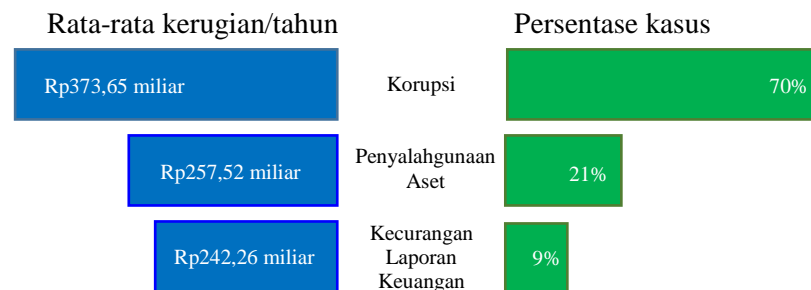 Rata-rata kerugian/tahun
Persentase kasus
Rp373,65 miliar
Korupsi
70%
Rp257,52 miliar
Penyalahgunaan
Aset
21%
Rp242,26 miliar
Kecurangan
Laporan
Keuangan
9%